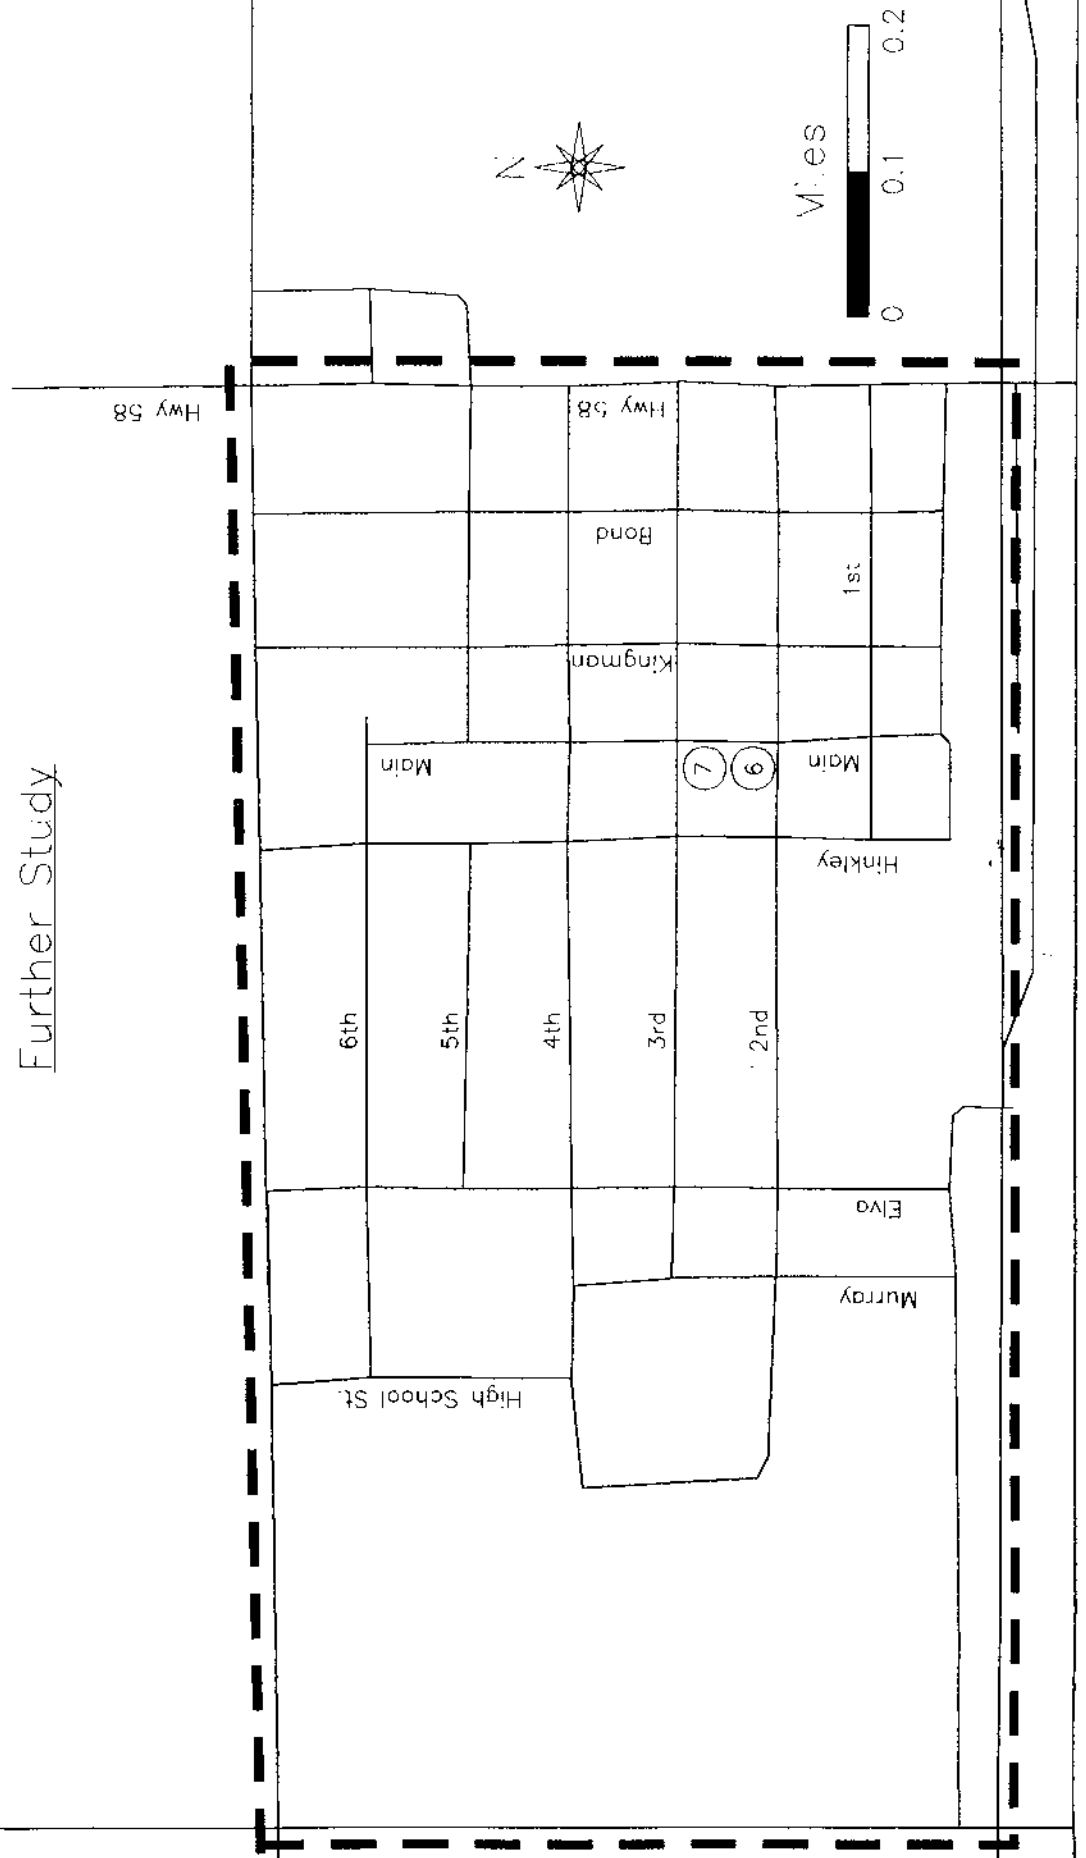 Further Study
N
Miles
0
0.1
0.2
Hwy 58
Hwy 58
Bond
Kingman
1st
Main
Main
7
6
Hinkley
6th
5th
4th
3rd
2nd
Elva
Murray
High School St.